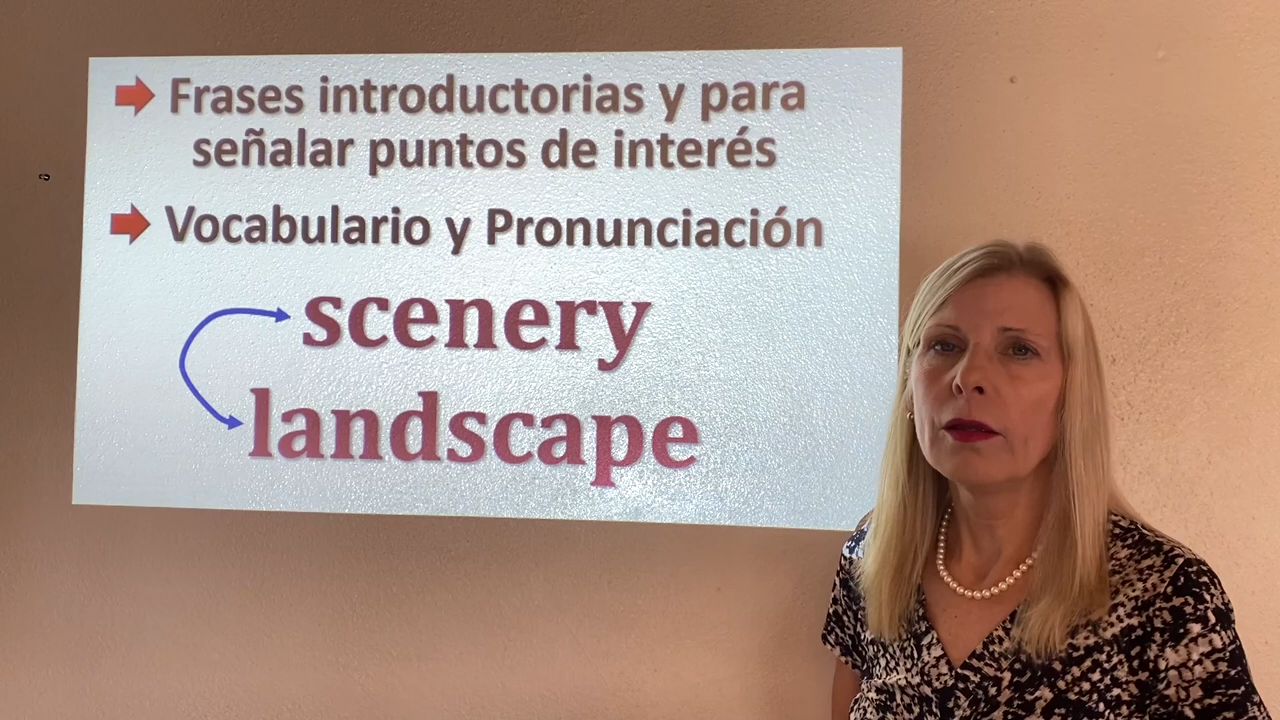 Frases introductorias y para
señalar puntos de interés
Vocabulario y Pronunciación
scenery
landscape